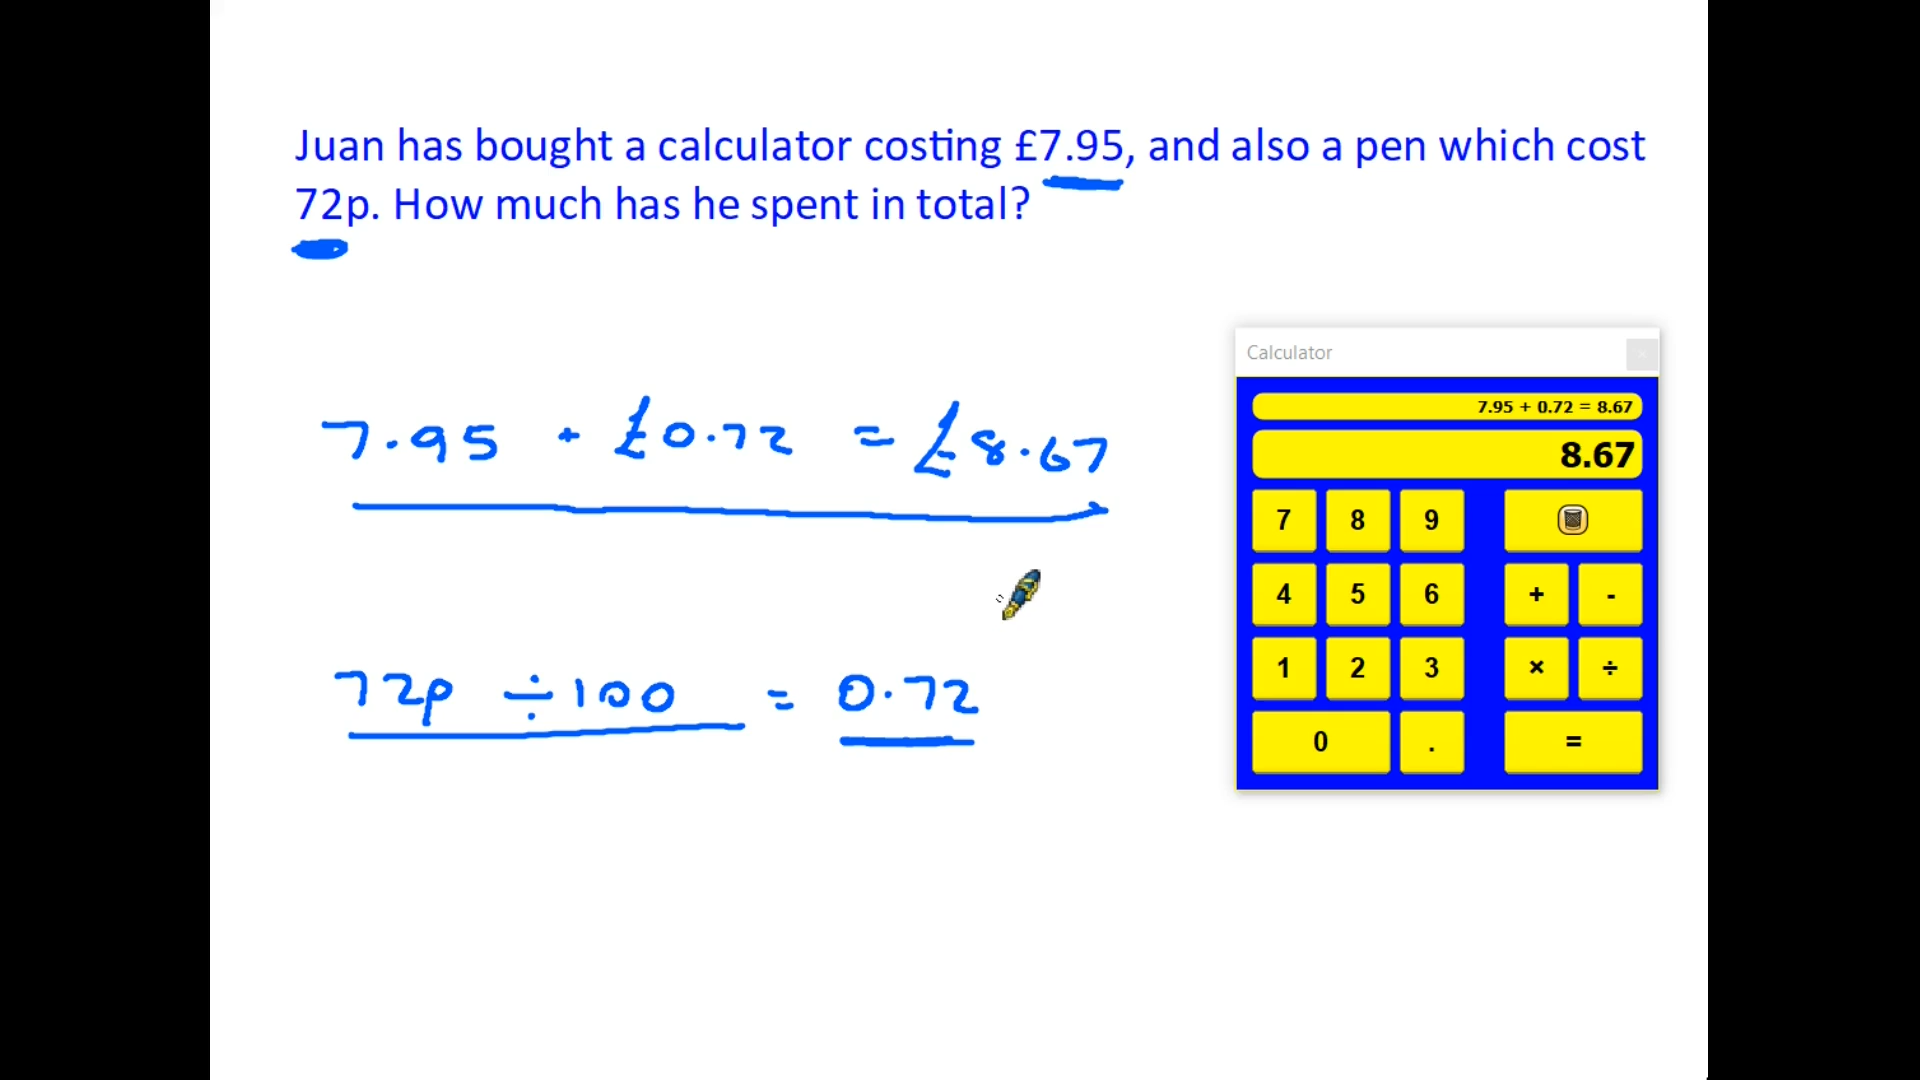 Juan has bought a calculator costing £7.95, and also a pen which cost
72p. How much has he spent in total?
7.95 + £0.72 = £8.67
72p ÷ 100 = 0.72
Calculator
7.95 + 0.72 = 8.67
8.67
7 8 9
4 5 6 + -
1 2 3 × ÷
0 . =